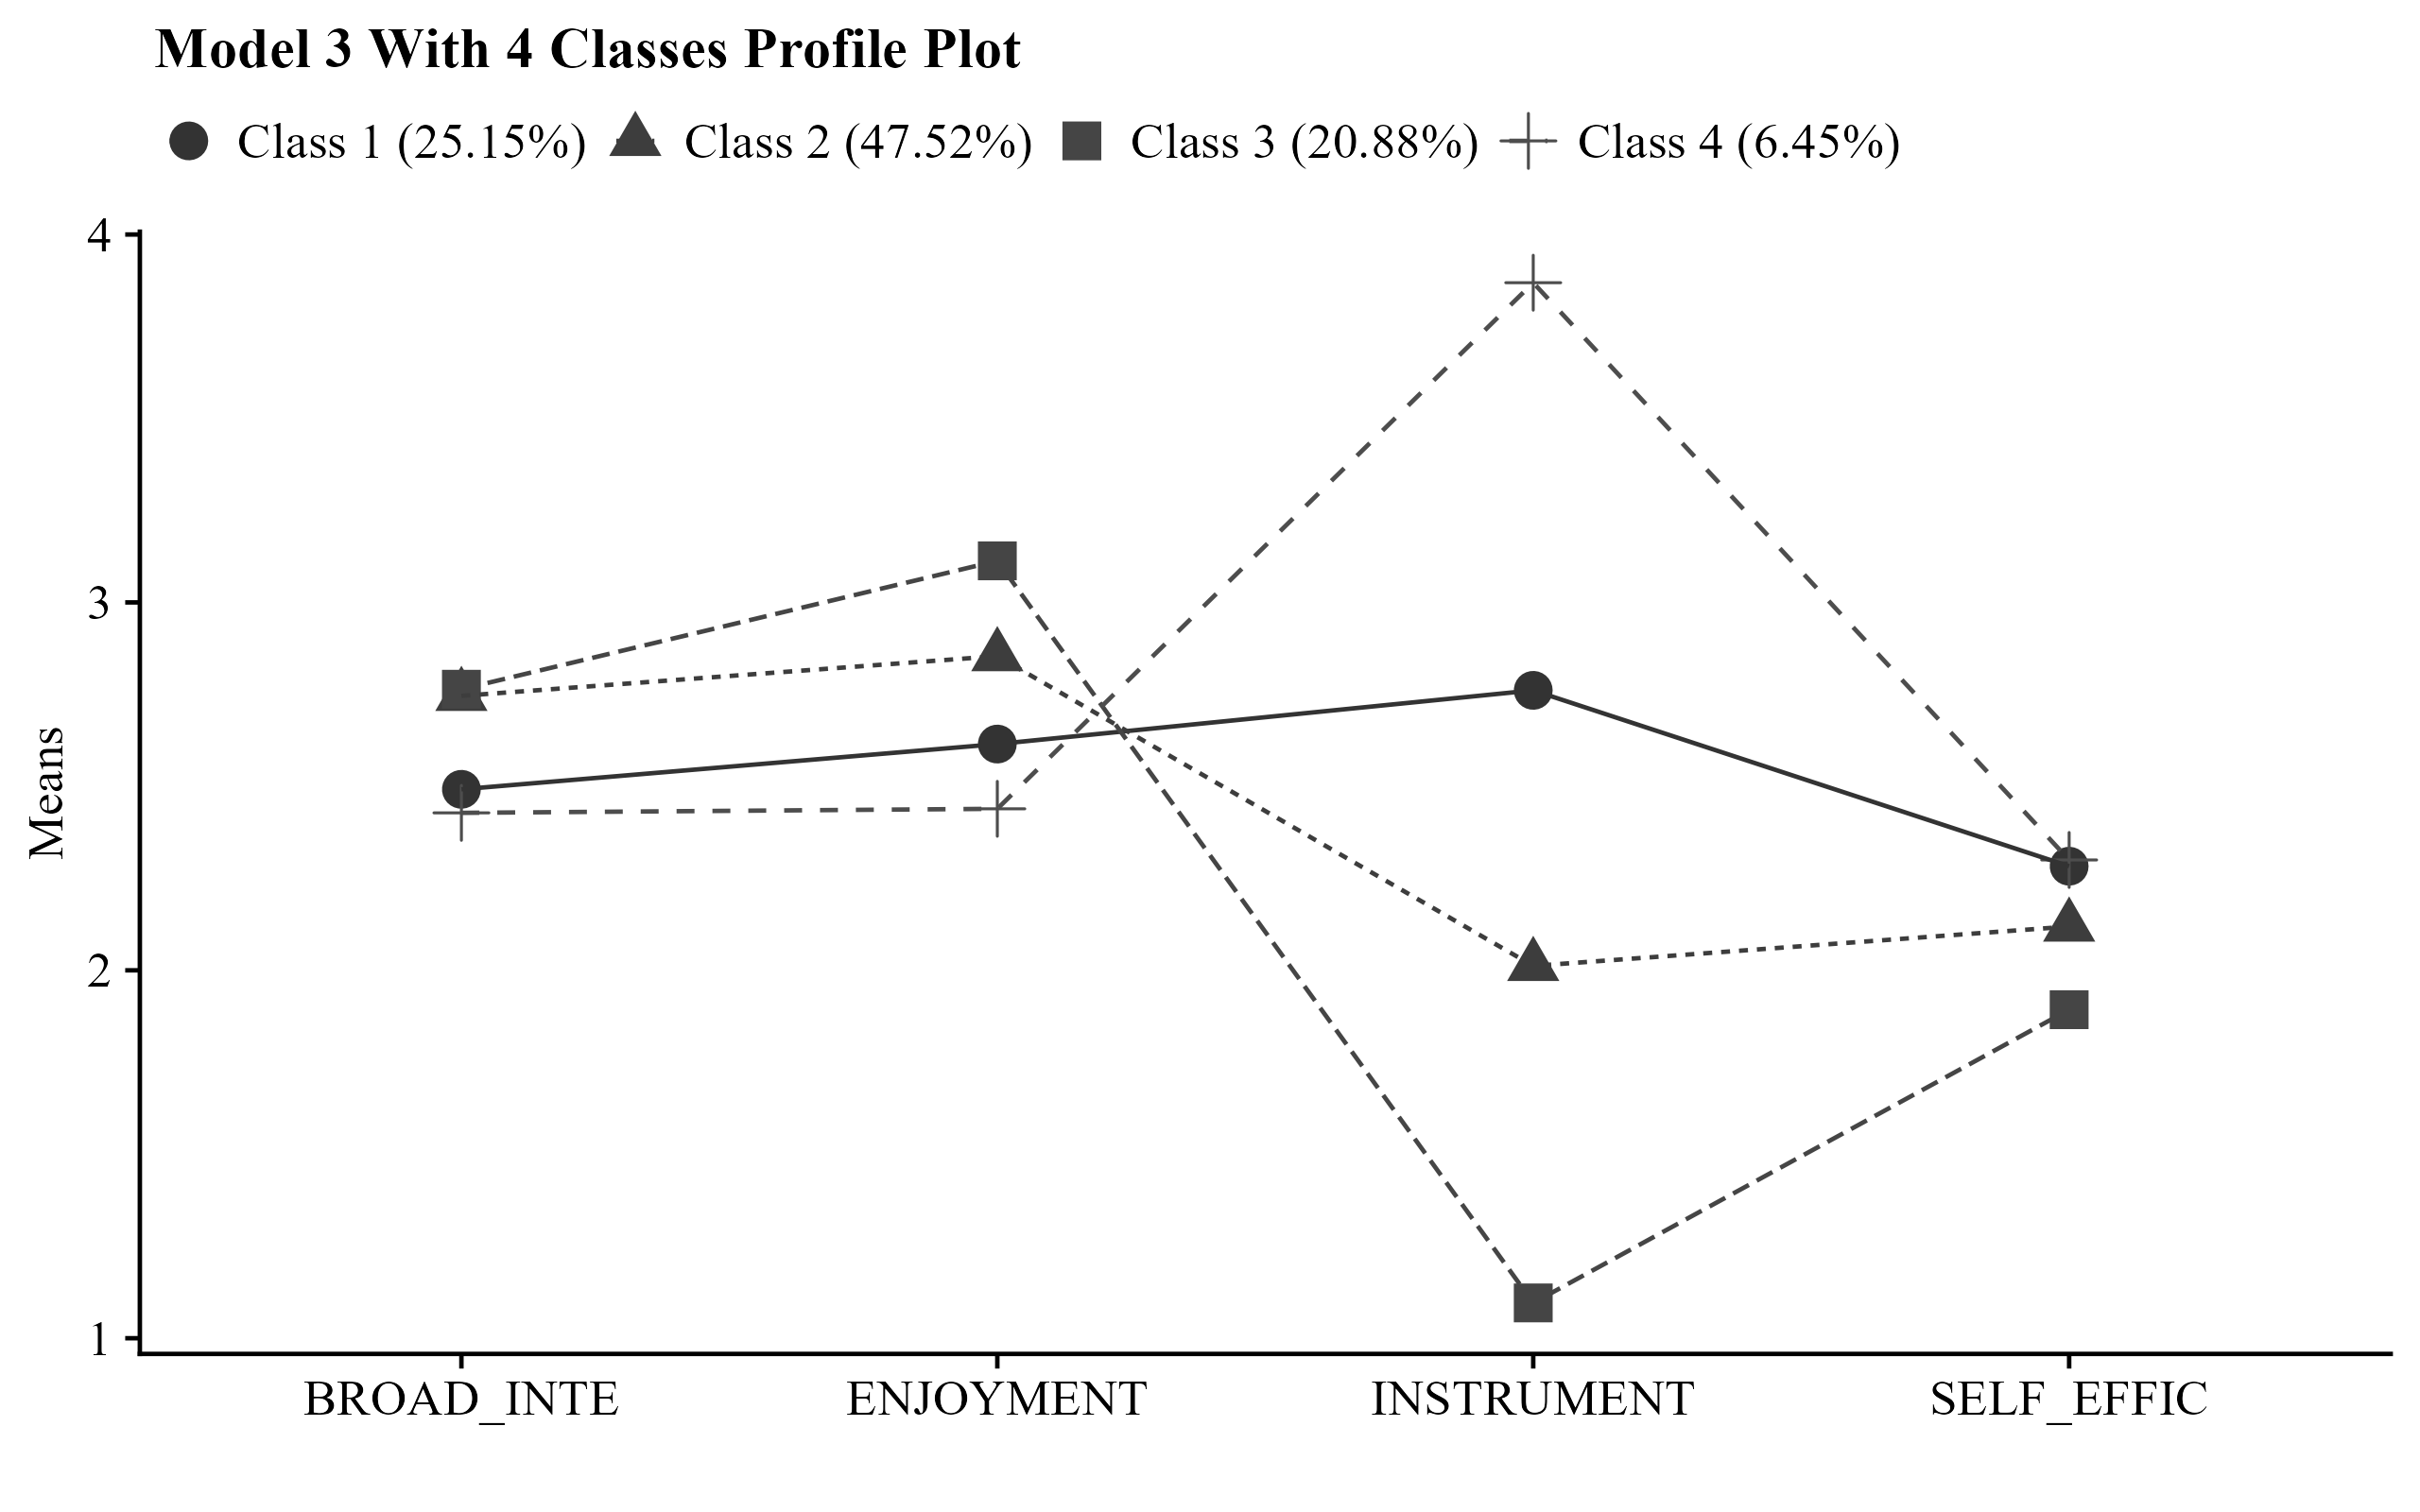 Model 3 With 4 Classes Profile Plot
Class 1 (25.15%) Class 2 (47.52%) Class 3 (20.88%) Class 4 (6.45%)
4
3
2
1
Means
BROAD_INTE ENJOYMENT INSTRUMENT SELF_EFFIC